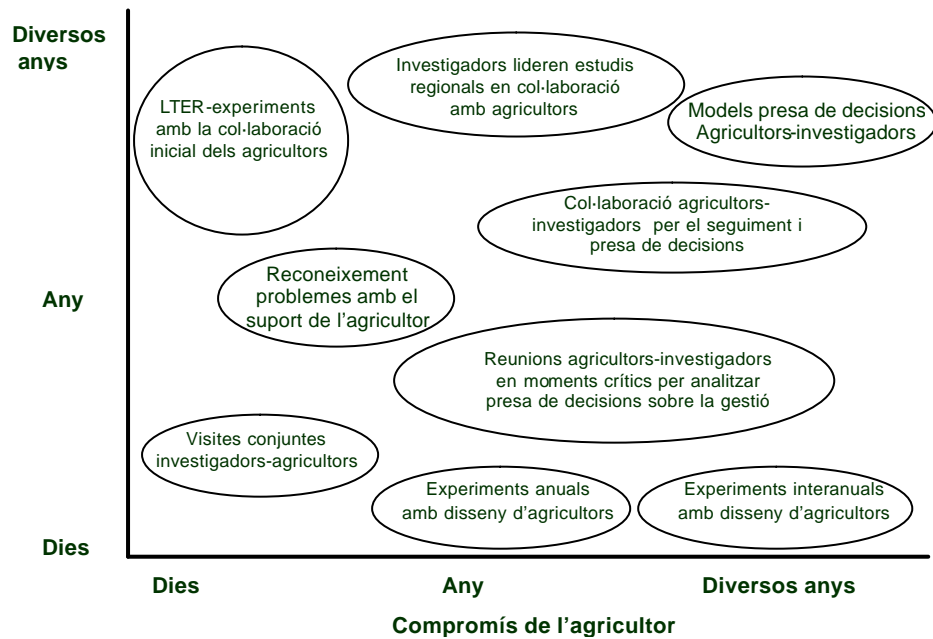 Diversos
anys
Investigadors lideren estudis
regionals en col·laboració
amb agricultors
LTER-experiments
amb la col·laboració
inicial dels agricultors
Models presa de decisions
Agricultors-investigadors
Col·laboració agricultors-
investigadors per el seguiment i
presa de decisions
Any
Reconeixement
problemes amb el
suport de l’agricultor
Reunions agricultors-investigadors
en moments crítics per analitzar
presa de decisions sobre la gestió
Visites conjuntes
investigadors-agricultors
Experiments anuals
amb disseny d’agricultors
Experiments interanuals
amb disseny d’agricultors
Dies
Dies
Any
Diversos anys
Compromís de l’agricultor